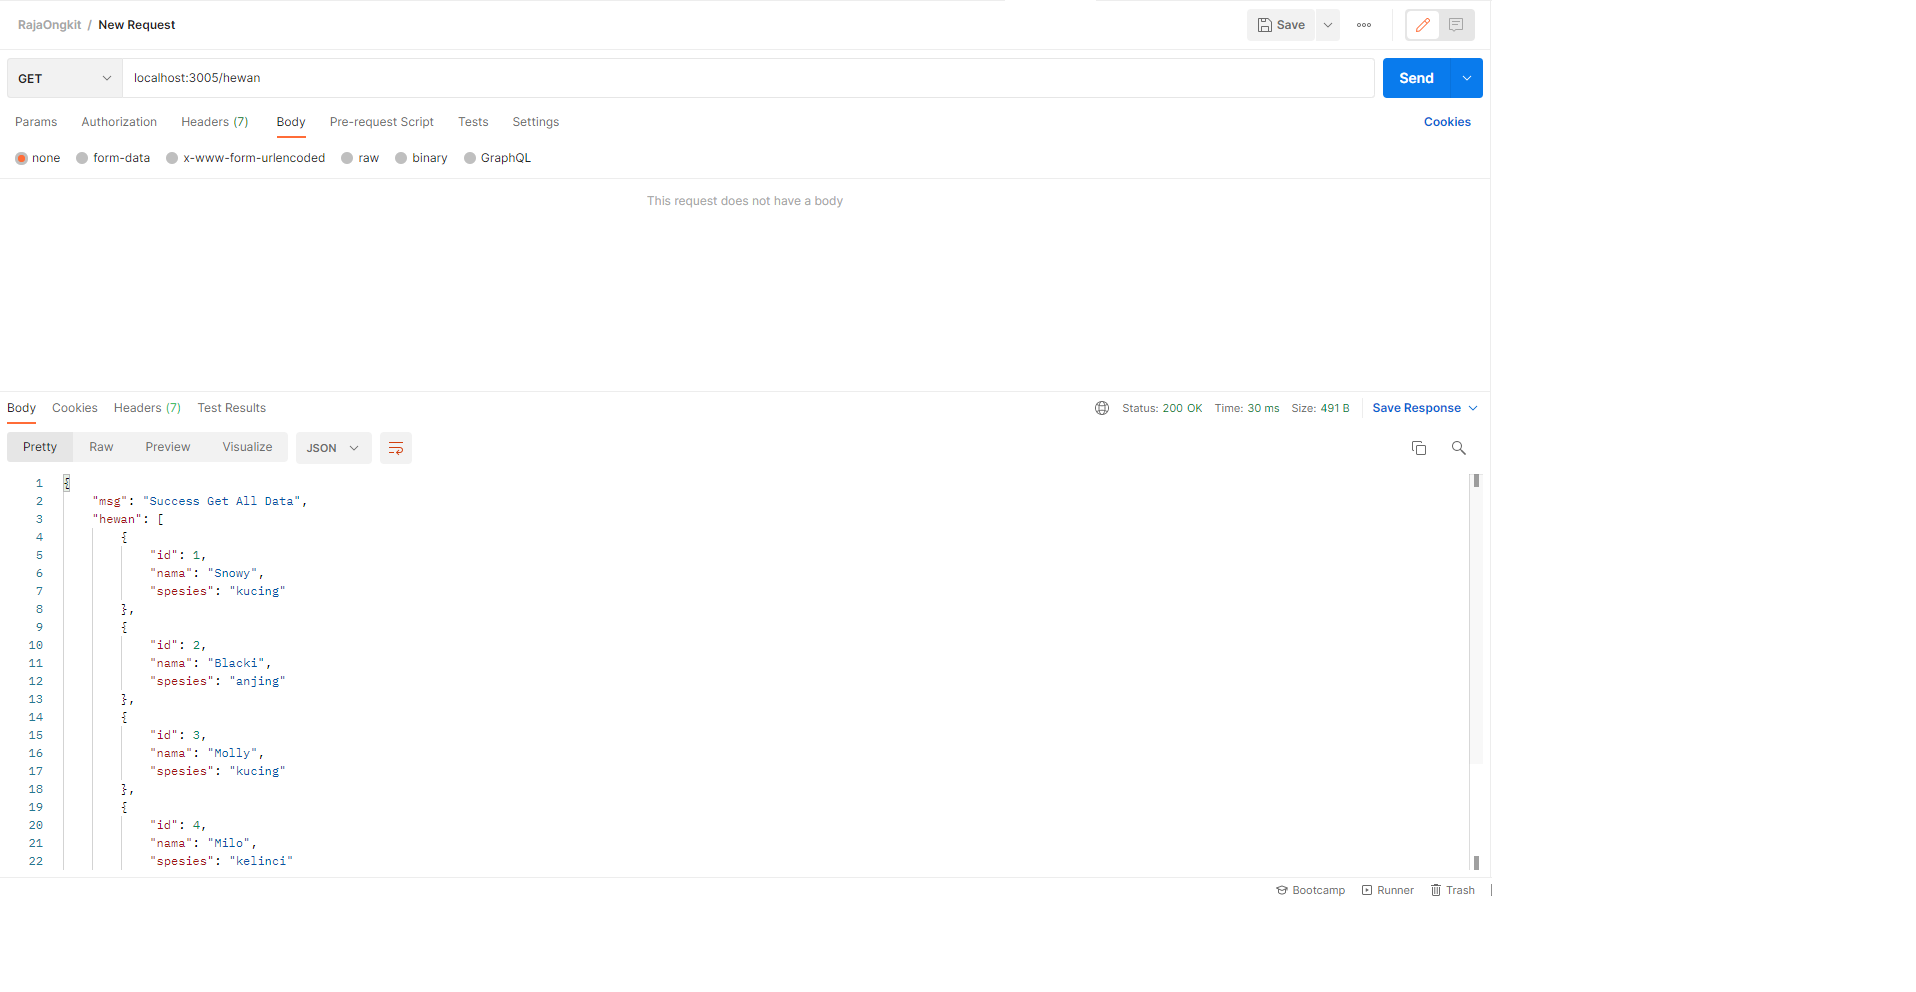 RajaOngkit / New Request
Save
GET localhost:3005/hewan Send
Params Authorization Headers (7) Body Pre-request Script Tests Settings Cookies
none form-data x-www-form-urlencoded raw binary GraphQL
This request does not have a body
Body Cookies Headers (7) Test Results Status: 200 OK Time: 30 ms Size: 491 B Save Response
Pretty Raw Preview Visualize JSON
1 {
2 "msg": "Success Get All Data",
3 "hewan": [
4 {
5 "id": 1,
6 "nama": "Snowy",
7 "spesies": "kucing"
8 },
9 {
10 "id": 2,
11 "nama": "Blacki",
12 "spesies": "anjing"
13 },
14 {
15 "id": 3,
16 "nama": "Molly",
17 "spesies": "kucing"
18 },
19 {
20 "id": 4,
21 "nama": "Milo",
22 "spesies": "kelinci"
Bootcamp Runner Trash